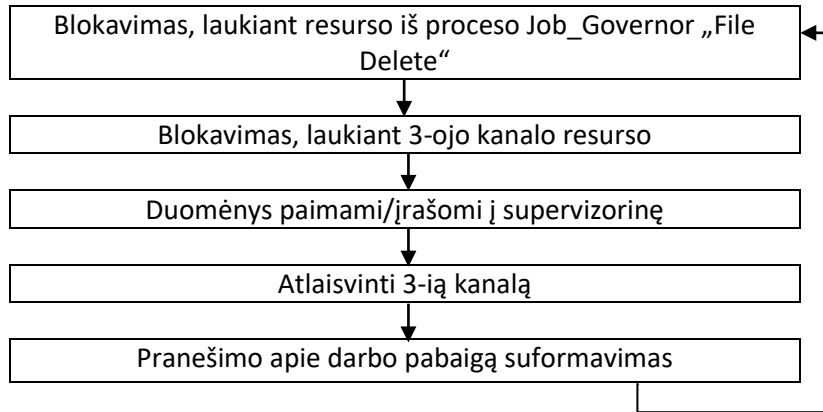 Blokavimas, laukiant resurso iš proceso Job_Governor „File
Delete“
Blokavimas, laukiant 3-ojo kanalo resurso
Duomėnys paimami/įrašomi į supervizorinę
Atlaisvinti 3-ią kanalą
Pranešimo apie darbo pabaigą suformavimas